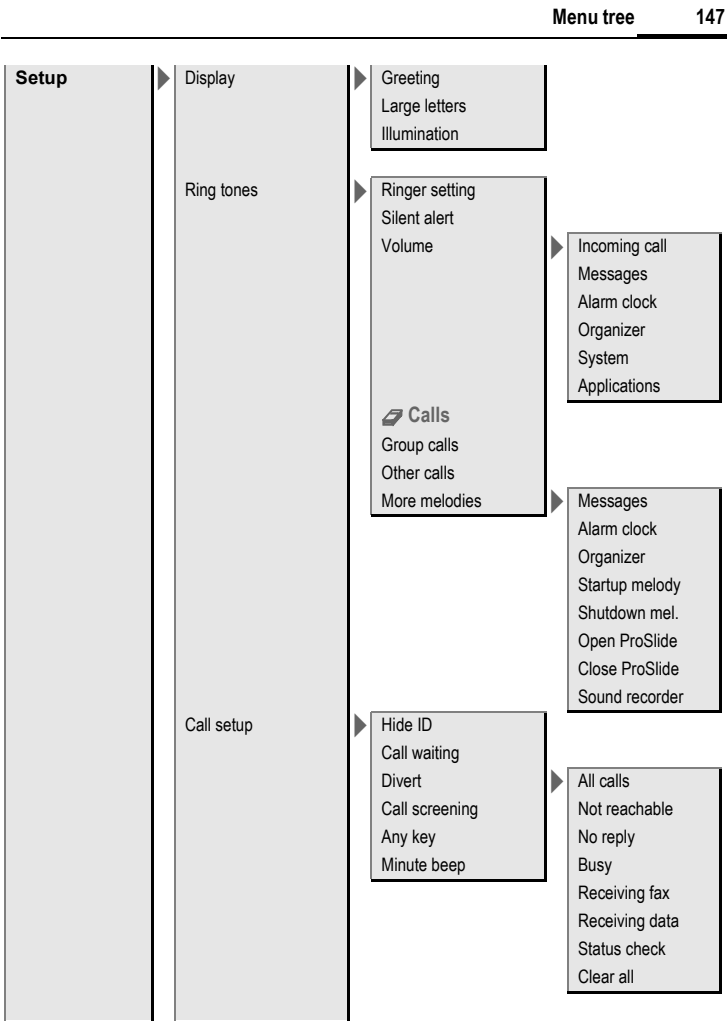 Menu tree 147
Setup
Display
Greeting
Large letters
Illumination
Ring tones
Ringer setting
Silent alert
Volume
Incoming call
Messages
Alarm clock
Organizer
System
Applications
Calls
Group calls
Other calls
More melodies
Messages
Alarm clock
Organizer
Startup melody
Shutdown mel.
Open ProSlide
Close ProSlide
Sound recorder
Call setup
Hide ID
Call waiting
Divert
All calls
Not reachable
No reply
Busy
Receiving fax
Receiving data
Status check
Clear all
Call screening
Any key
Minute beep